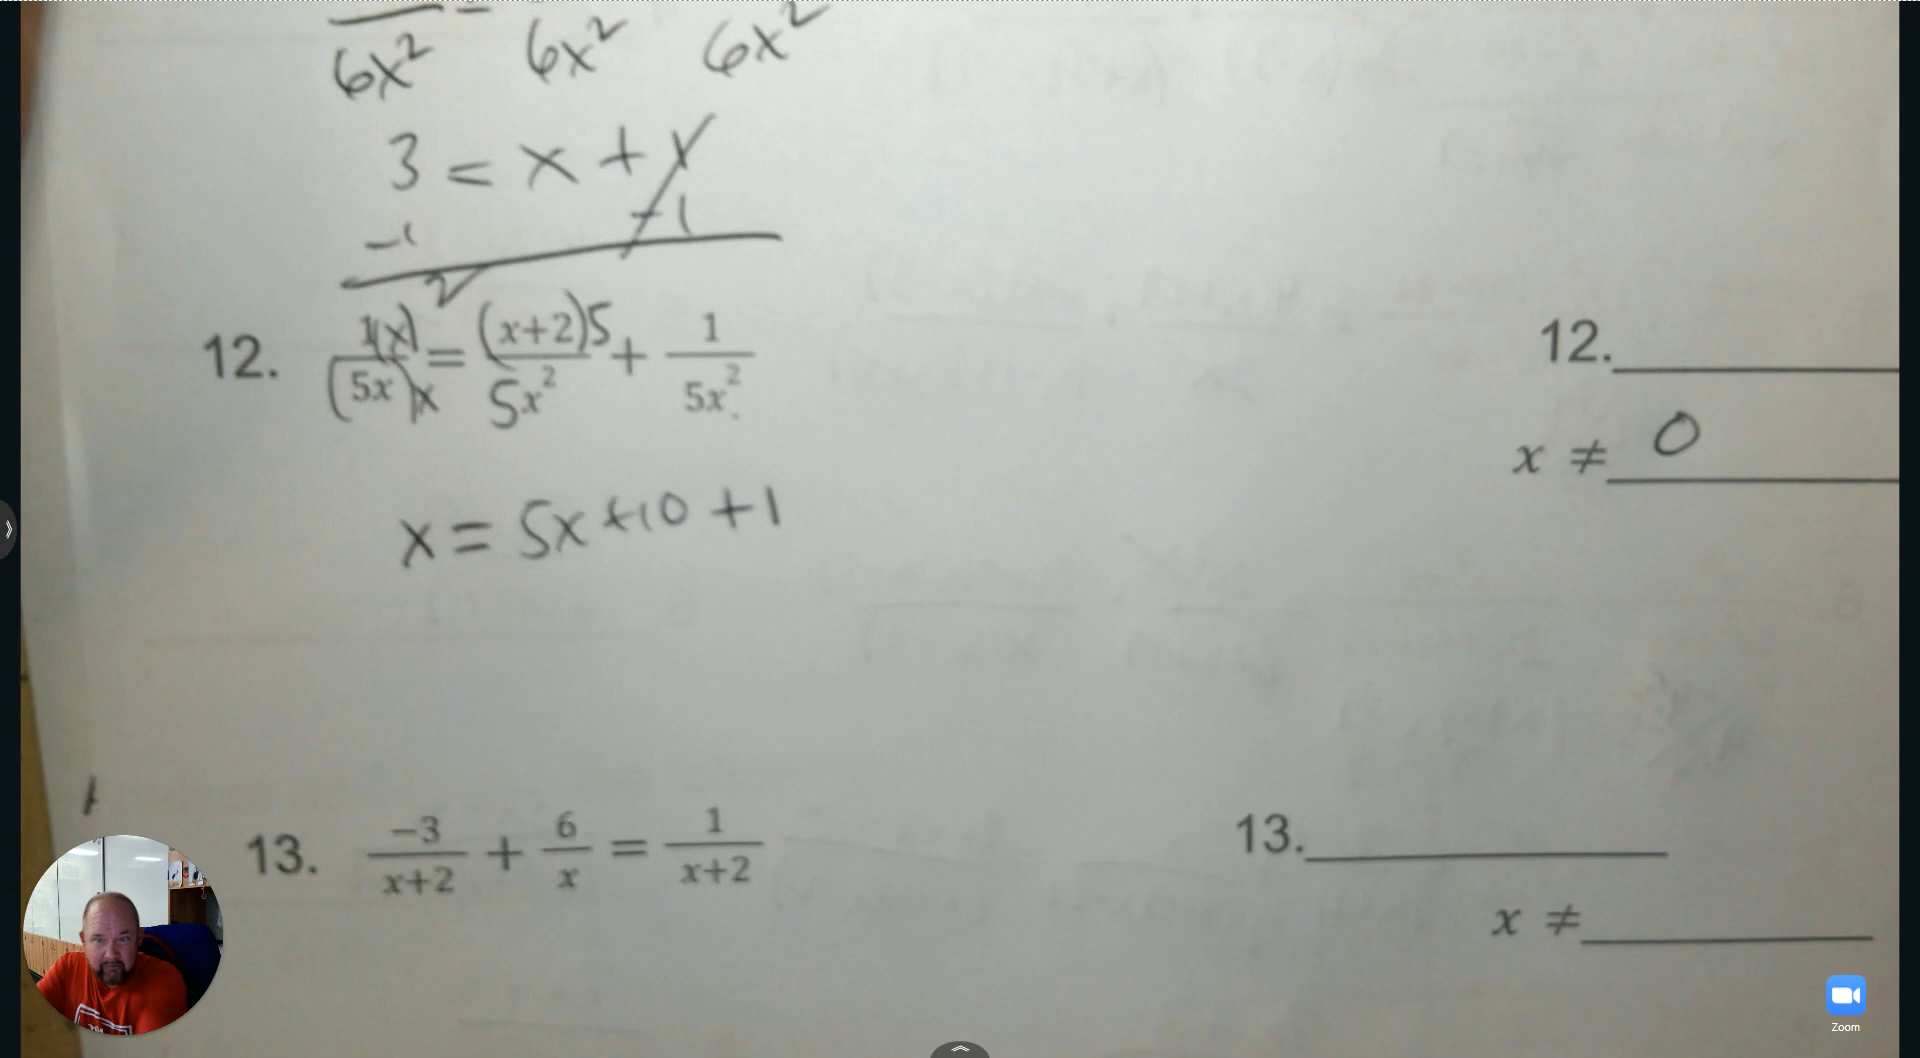 6x² 6x² 6x²
3 = x + 1
-1 -1
2
12. 1(x)/(5x)x = (x+2)5/5x² + 1/5x²
12.
x ≠ 0
x = 5x + 10 + 1
13. -3/x+2 + 6/x = 1/x+2
13.
x ≠
Zoom